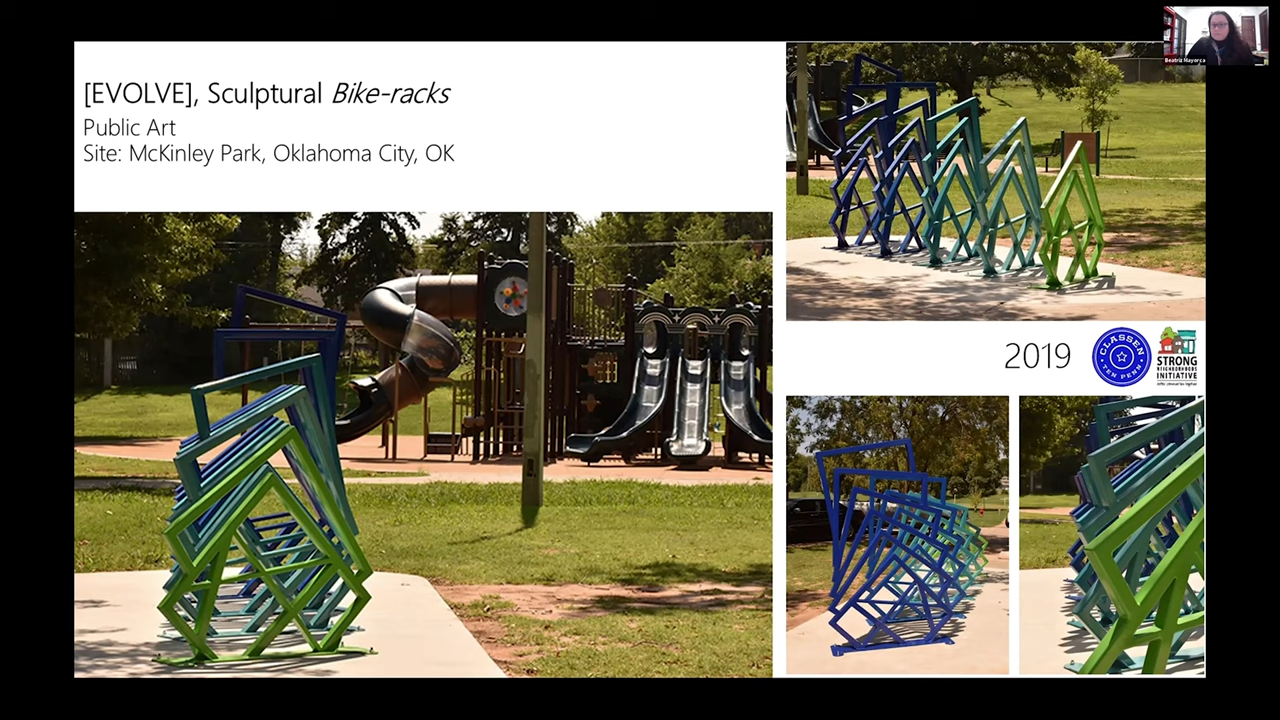 [EVOLVE], Sculptural Bike-racks
Public Art
Site: McKinley Park, Oklahoma City, OK
Beatriz Mayorca
2019
CLASSEN
TEN PENN
STRONG
NEIGHBORHOODS
INITIATIVE